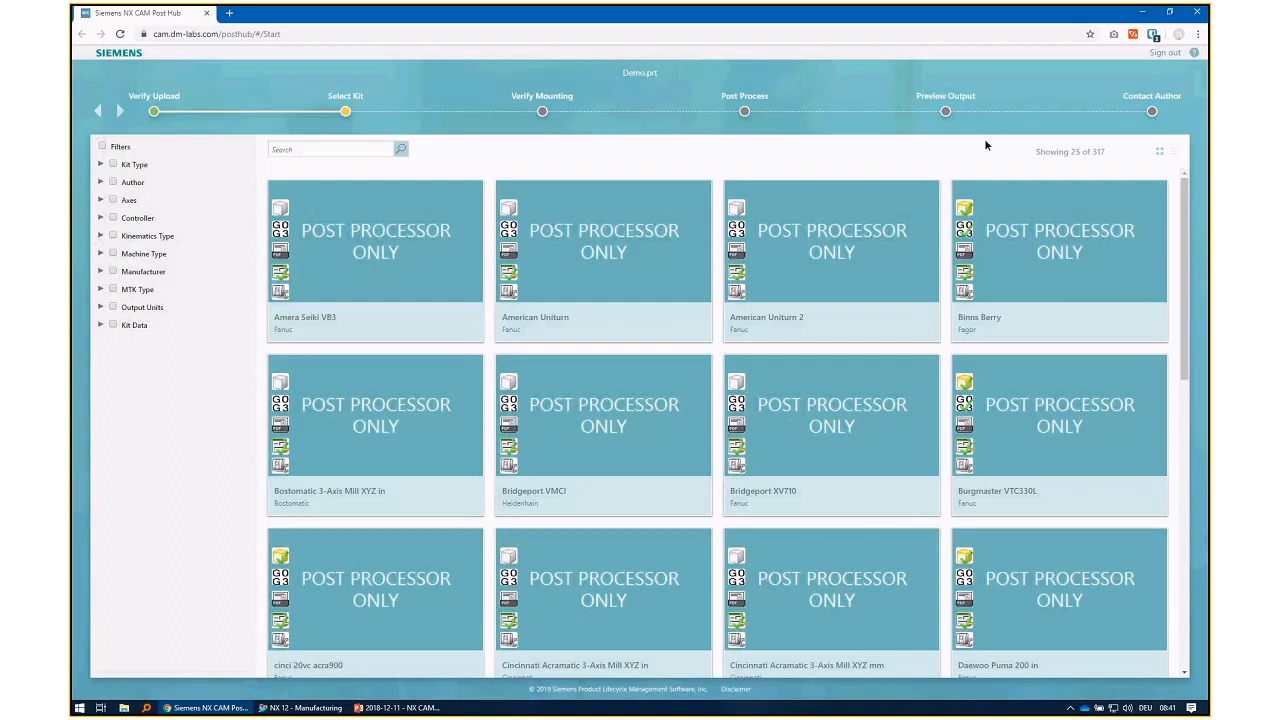 Siemens NX CAM Post Hub
cam.dm-labs.com/posthub/#/Start
SIEMENS
Sign out
Demo.prt
Verify Upload
Select Kit
Verify Mounting
Post Process
Preview Output
Contact Author
Filters
Kit Type
Author
Axes
Controller
Kinematics Type
Machine Type
Manufacturer
MTK Type
Output Units
Kit Data
Search
Showing 25 of 317
POST PROCESSOR
ONLY
Amera Seiki VB3
Fanuc
POST PROCESSOR
ONLY
American Uniturn
Fanuc
POST PROCESSOR
ONLY
American Uniturn 2
Fanuc
POST PROCESSOR
ONLY
Binns Berry
Fagor
POST PROCESSOR
ONLY
Bostomatic 3-Axis Mill XYZ in
Bostomatic
POST PROCESSOR
ONLY
Bridgeport VMCI
Heidenhain
POST PROCESSOR
ONLY
Bridgeport XV710
Fanuc
POST PROCESSOR
ONLY
Burgmaster VTC330L
Fanuc
POST PROCESSOR
ONLY
cinci 20vc acra900
POST PROCESSOR
ONLY
Cincinnati Acramatic 3-Axis Mill XYZ in
POST PROCESSOR
ONLY
Cincinnati Acramatic 3-Axis Mill XYZ mm
POST PROCESSOR
ONLY
Daewoo Puma 200 in
© 2019 Siemens Product Lifecycle Management Software, Inc.
Disclaimer
Siemens NX CAM Pos...
NX 12 - Manufacturing
2018-12-11 - NX CAM...
DEU
08:41